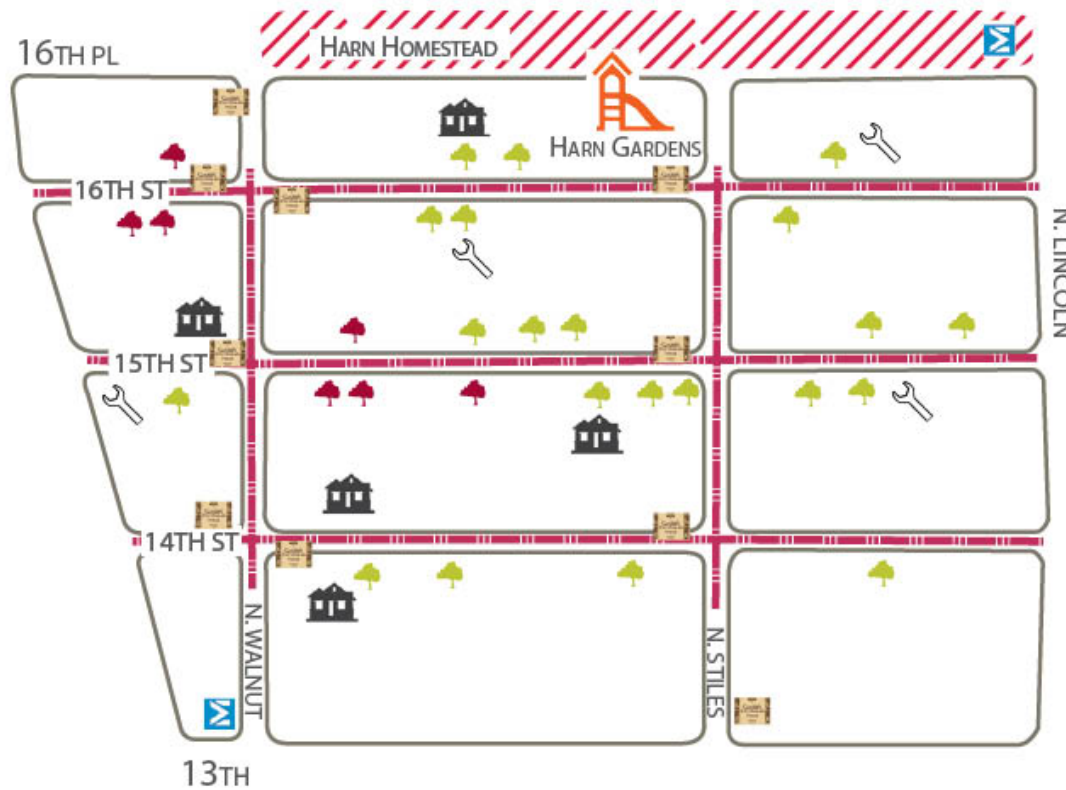 HARN HOMESTEAD
16TH PL
HARN GARDENS
16TH ST
N. LINCOLN
15TH ST
14TH ST
N. WALNUT
N. STILES
13TH